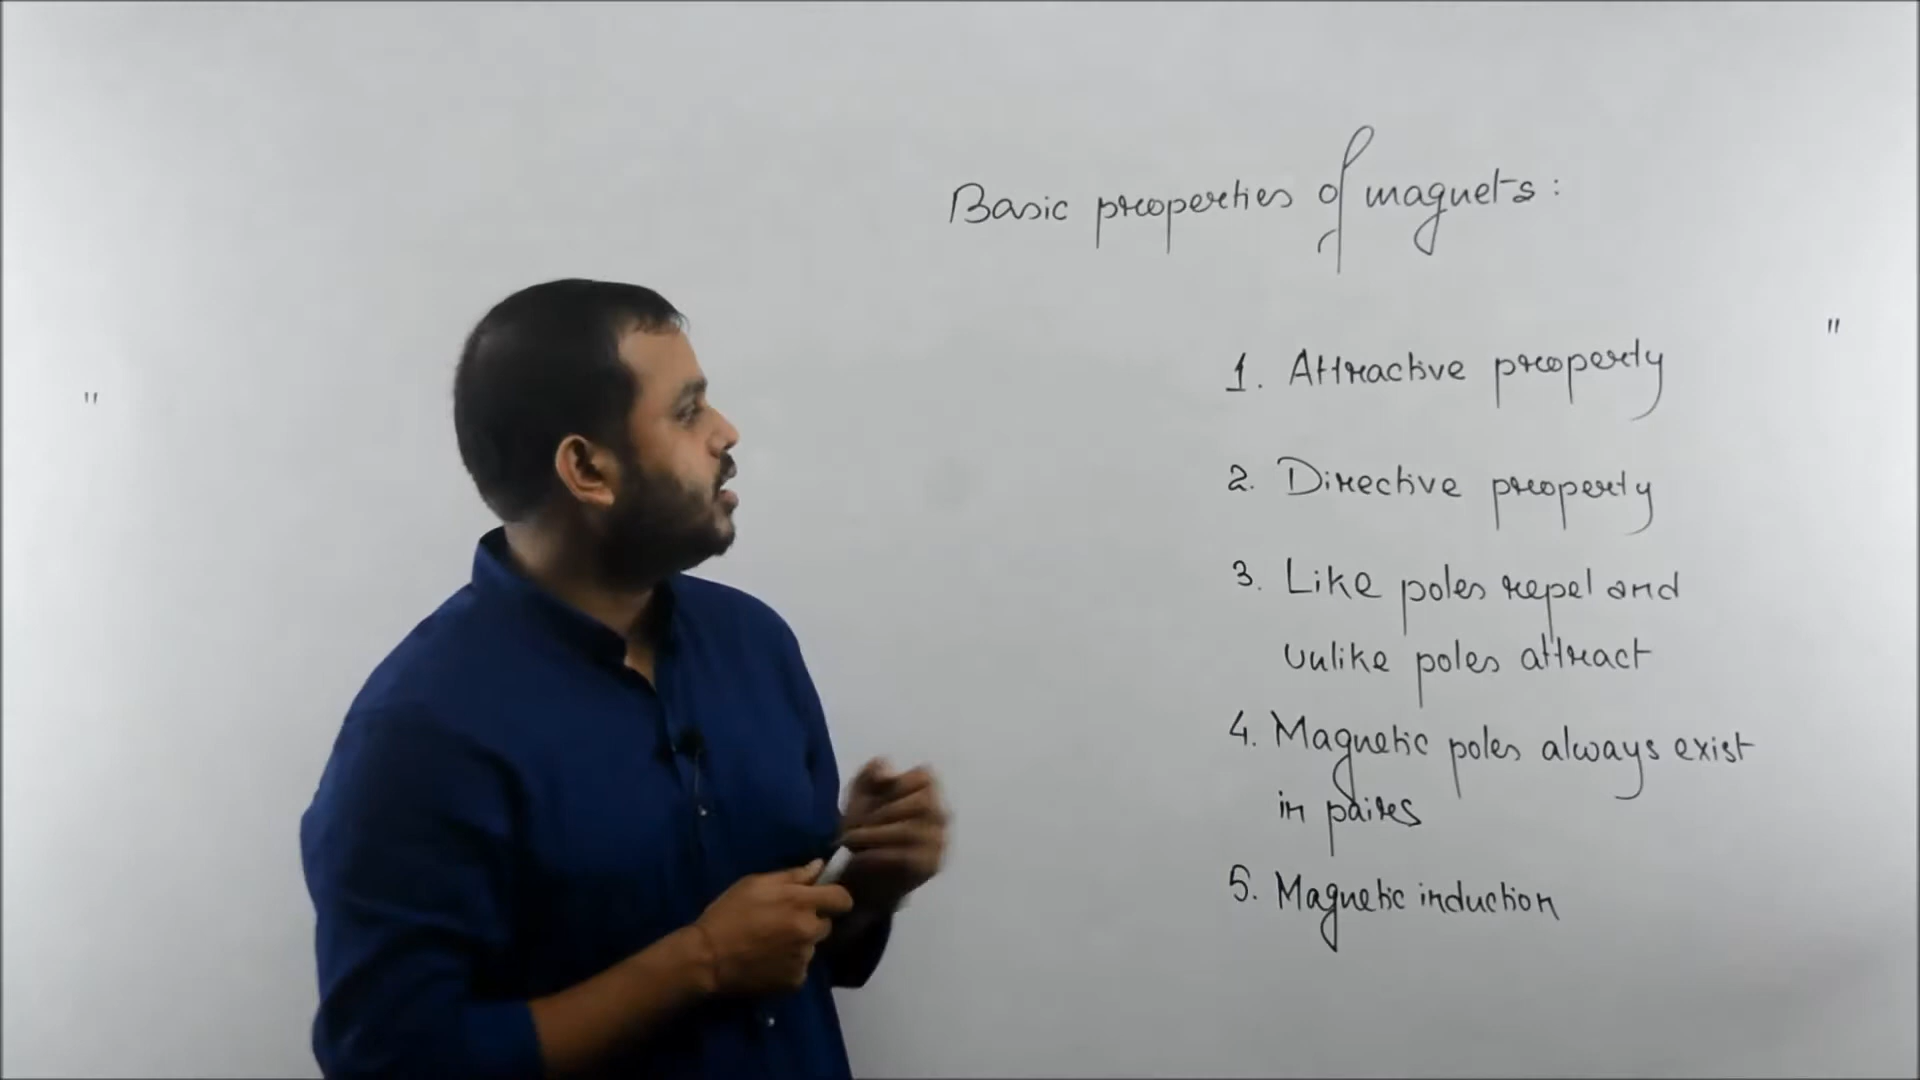 Basic properties of magnets:
"
1. Attractive property
"
2. Directive property
3. Like poles repel and
unlike poles attract
4. Magnetic poles always exist
in pairs
5. Magnetic induction